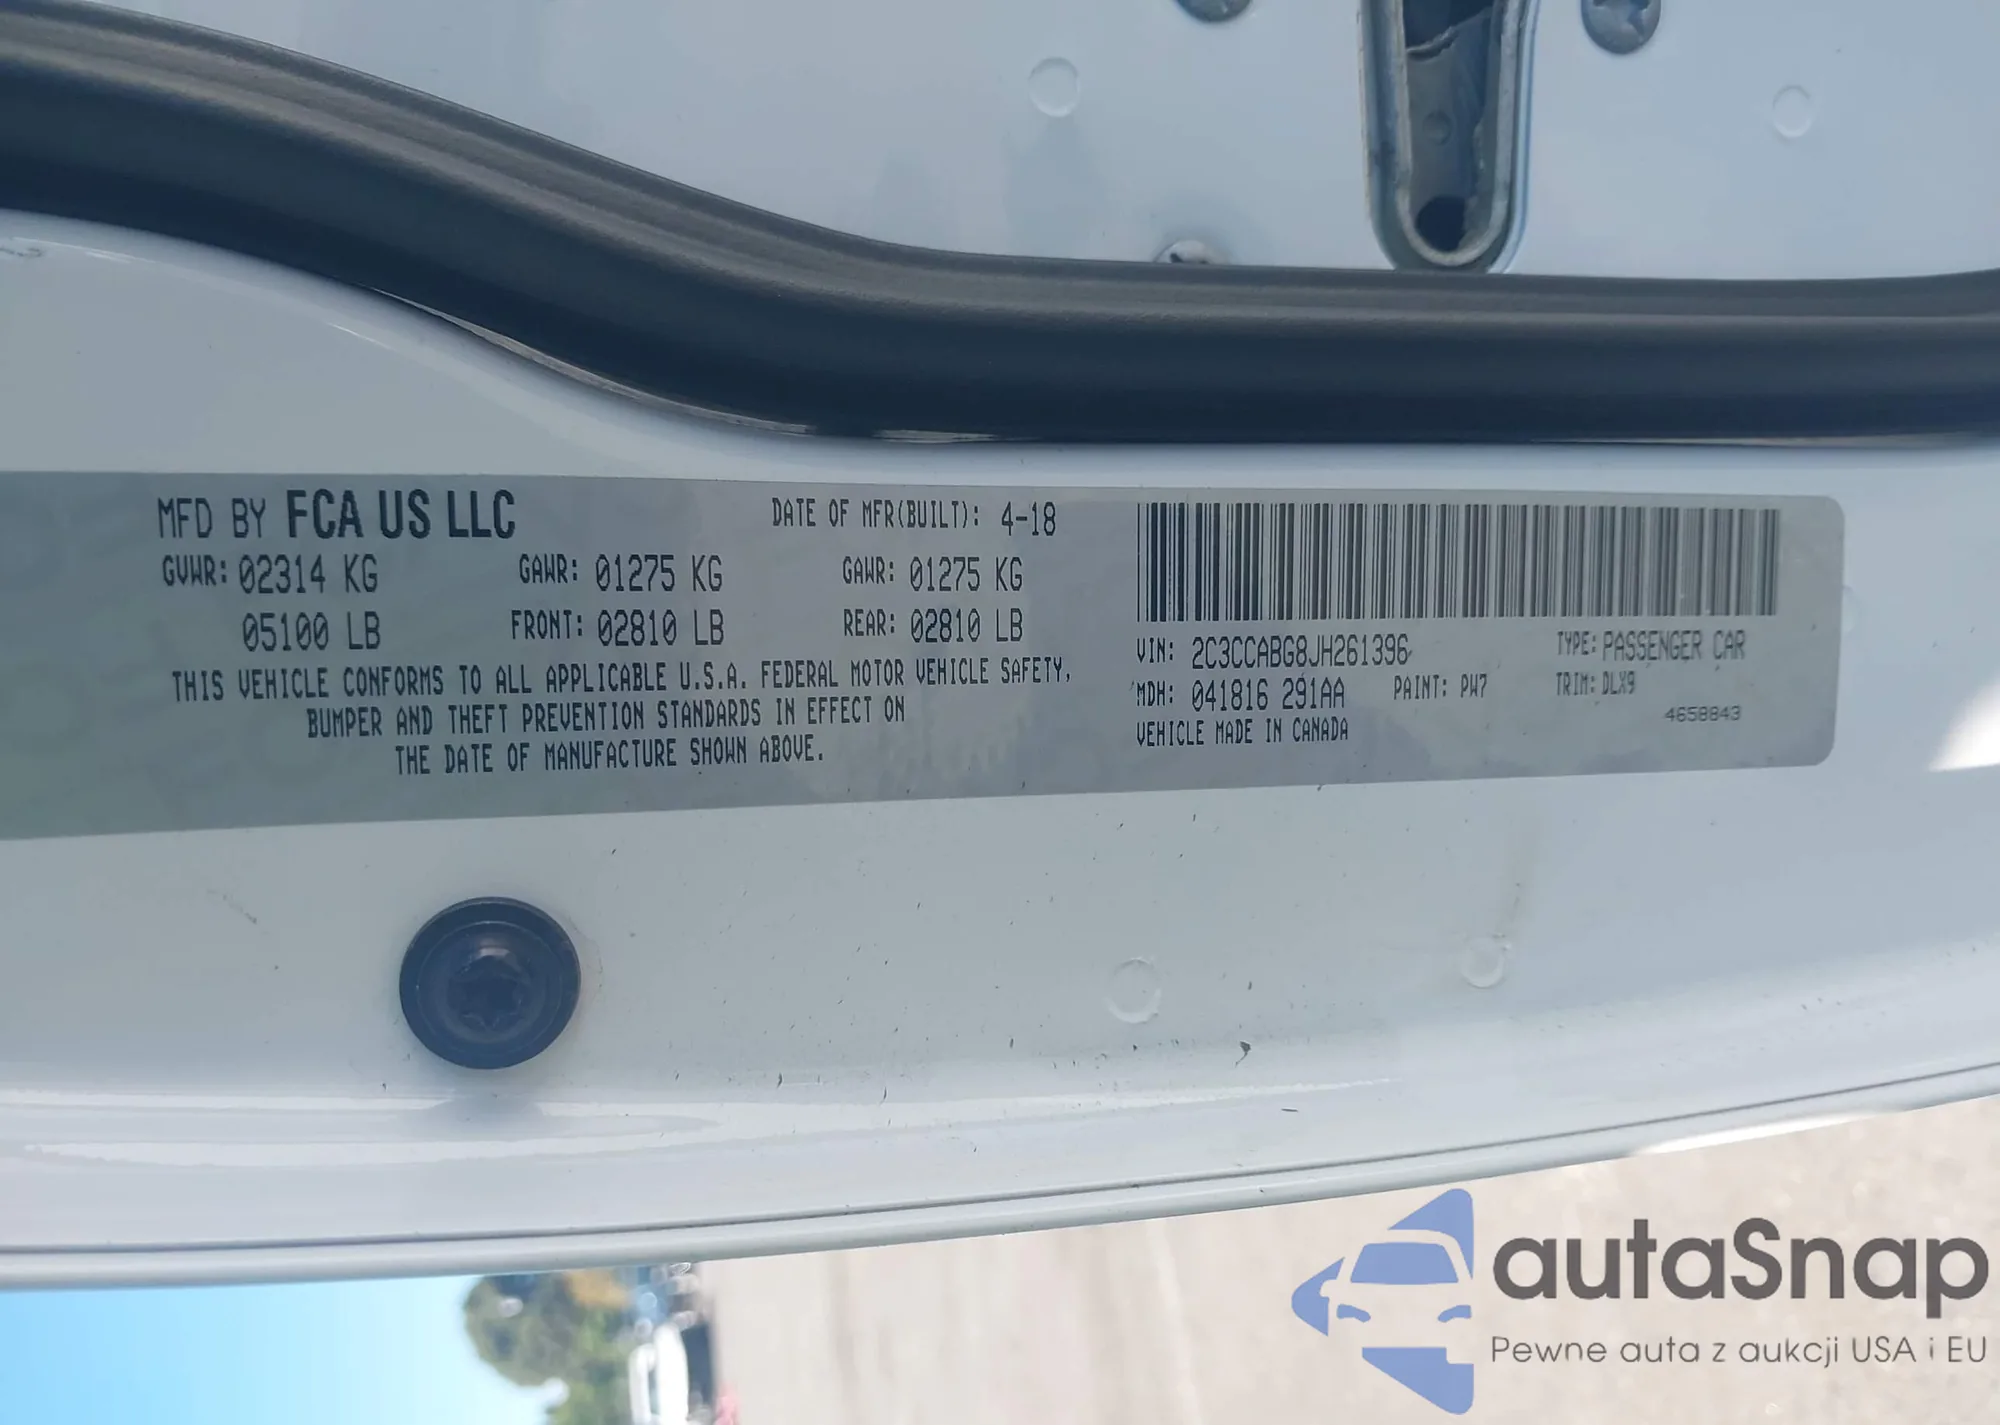 MFD BY FCA US LLC
DATE OF MFR(BUILT): 4-18
GVWR: 02314 KG
GAWR: 01275 KG
GAWR: 01275 KG
05100 LB
FRONT: 02810 LB
REAR: 02810 LB
THIS VEHICLE CONFORMS TO ALL APPLICABLE U.S.A. FEDERAL MOTOR VEHICLE SAFETY,
BUMPER AND THEFT PREVENTION STANDARDS IN EFFECT ON
THE DATE OF MANUFACTURE SHOWN ABOVE.
VIN: 2C3CCABG8JH261396
TYPE: PASSENGER CAR
MDH: 041816 291AA
PAINT: PW7
TRIM: DLX9
VEHICLE MADE IN CANADA
4658843
autaSnap
Pewne auta z aukcji USA i EU